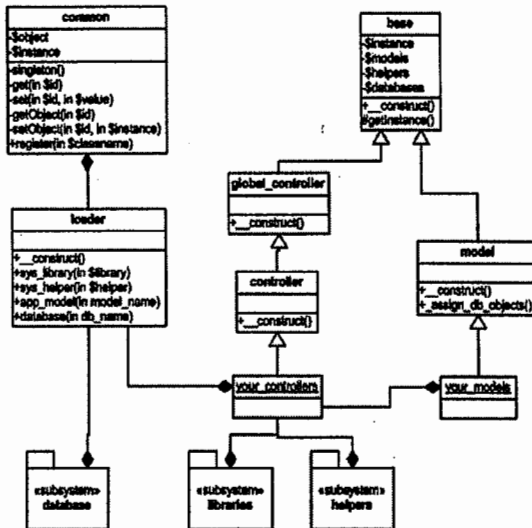 common
-$object
-$instance
-singleton()
-get(in $id)
-set(in $id, in $value)
-getObject(in $id)
-setObject(in $id, in $instance)
+register(in $classname)
base
-$instance
-$models
-$helpers
-$databases
+__construct()
#getInstance()
global_controller
+__construct()
loader
+__construct()
+sys_library(in $library)
+sys_helper(in $helper)
+app_model(in model_name)
+database(in db_name)
controller
+__construct()
model
+__construct()
+_assign_db_objects()
your_controllers
your_models
«subsystem»
database
«subsystem»
libraries
«subsystem»
helpers